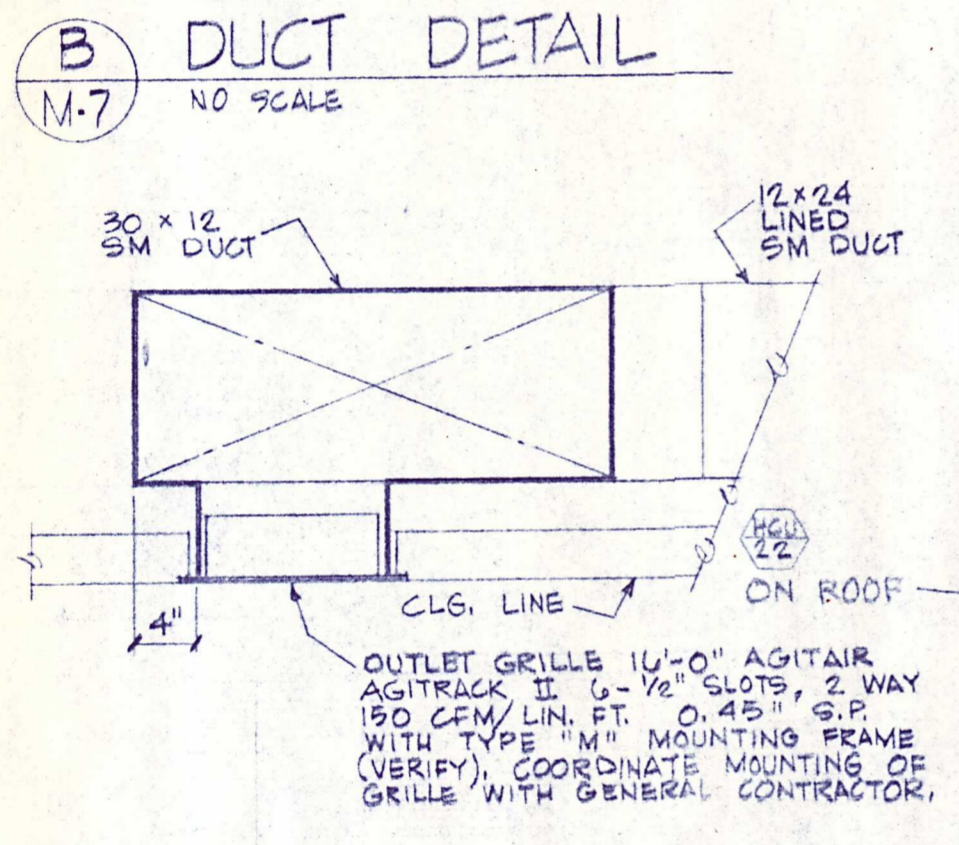 B DUCT DETAIL
M-7 NO SCALE
30 x 12
SM DUCT
12 x 24
LINED
SM DUCT
4"
CLG. LINE
22
ON ROOF
OUTLET GRILLE 16'-0" AGITAIR
AGITRACK II 6-1/2" SLOTS, 2 WAY
150 CFM/LIN. FT. 0.45" S.P.
WITH TYPE "M" MOUNTING FRAME
(VERIFY). COORDINATE MOUNTING OF
GRILLE WITH GENERAL CONTRACTOR.